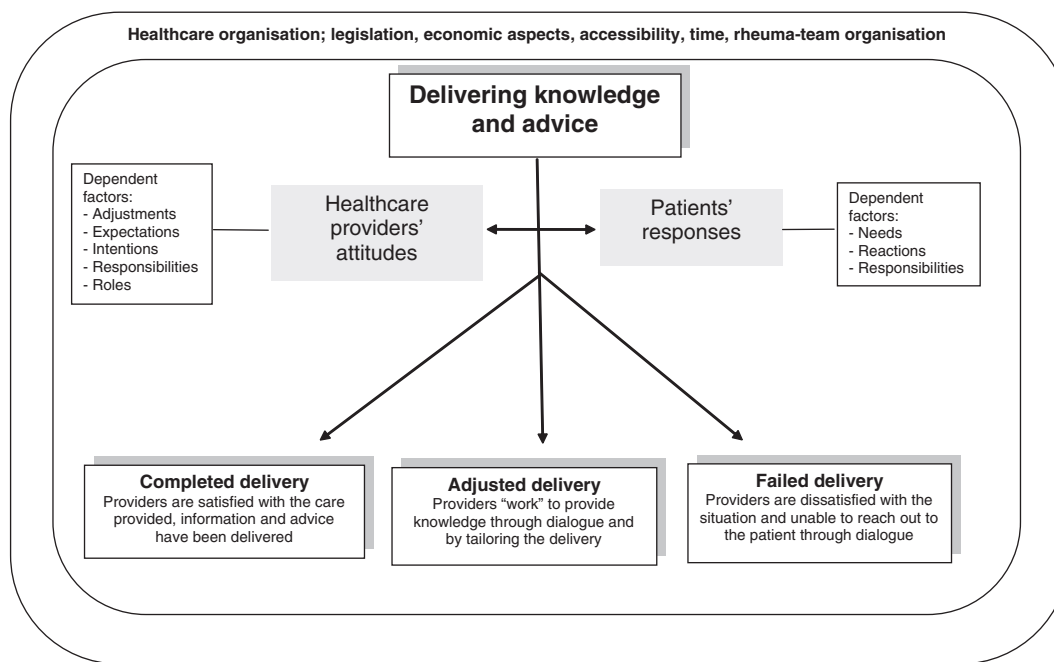 Healthcare organisation; legislation, economic aspects, accessibility, time, rheuma-team organisation
Delivering knowledge
and advice
Dependent
factors:
- Adjustments
- Expectations
- Intentions
- Responsibilities
- Roles
Healthcare
providers’
attitudes
Patients’
responses
Dependent
factors:
- Needs
- Reactions
- Responsibilities
Completed delivery
Providers are satisfied with the care
provided, information and advice
have been delivered
Adjusted delivery
Providers “work” to provide
knowledge through dialogue and
by tailoring the delivery
Failed delivery
Providers are dissatisfied with the
situation and unable to reach out to
the patient through dialogue